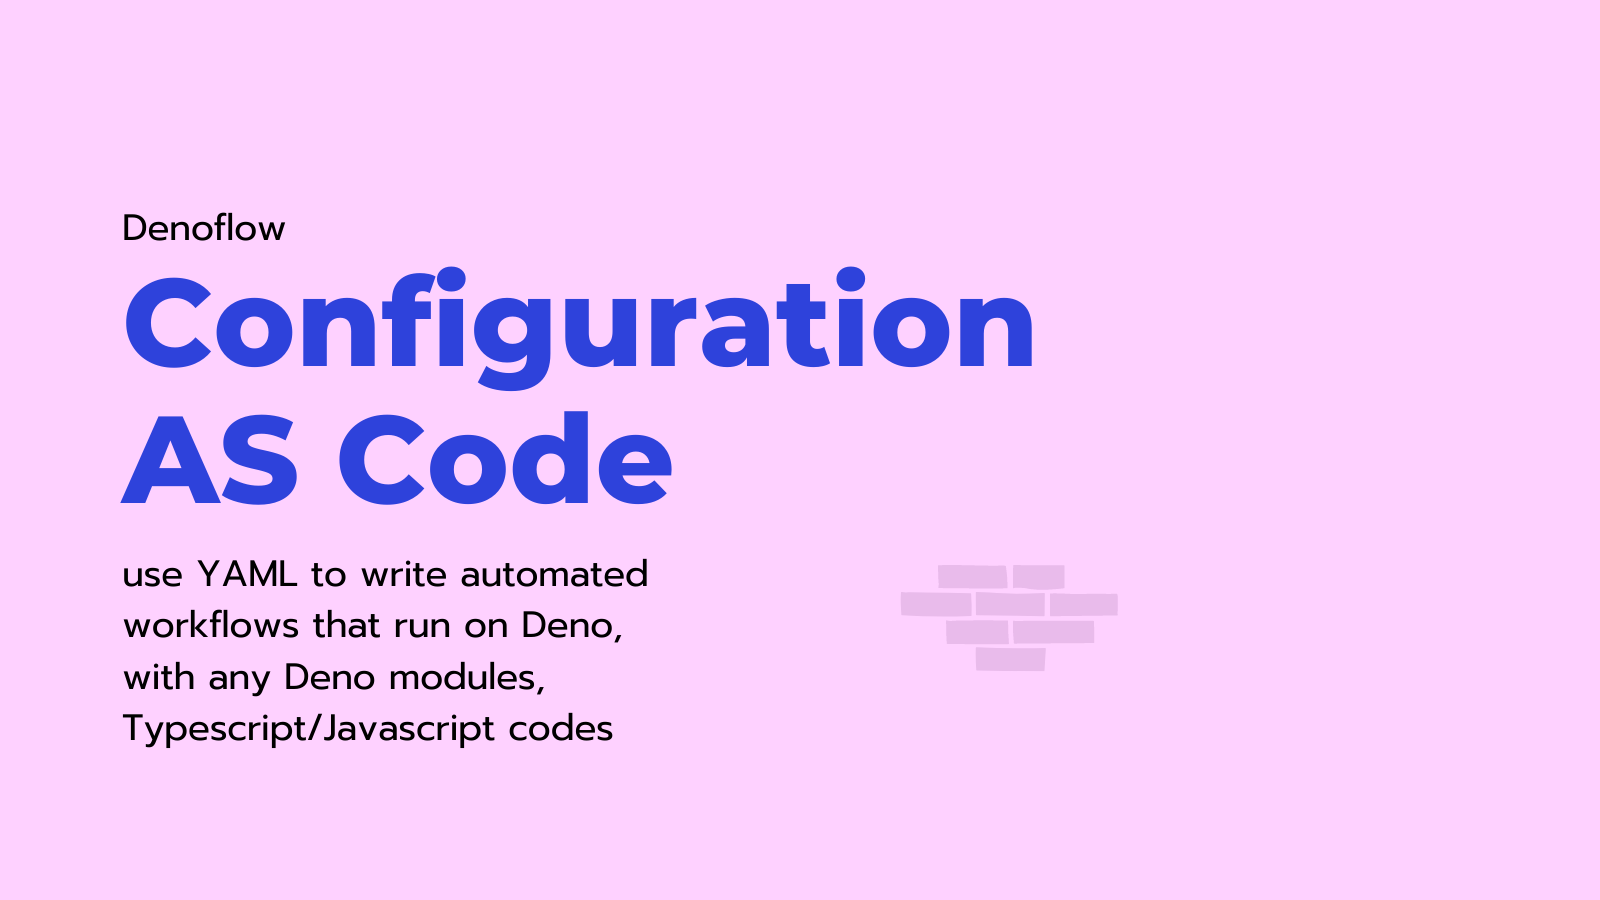 Denoflow
Configuration
AS Code
use YAML to write automated
workflows that run on Deno,
with any Deno modules,
Typescript/Javascript codes